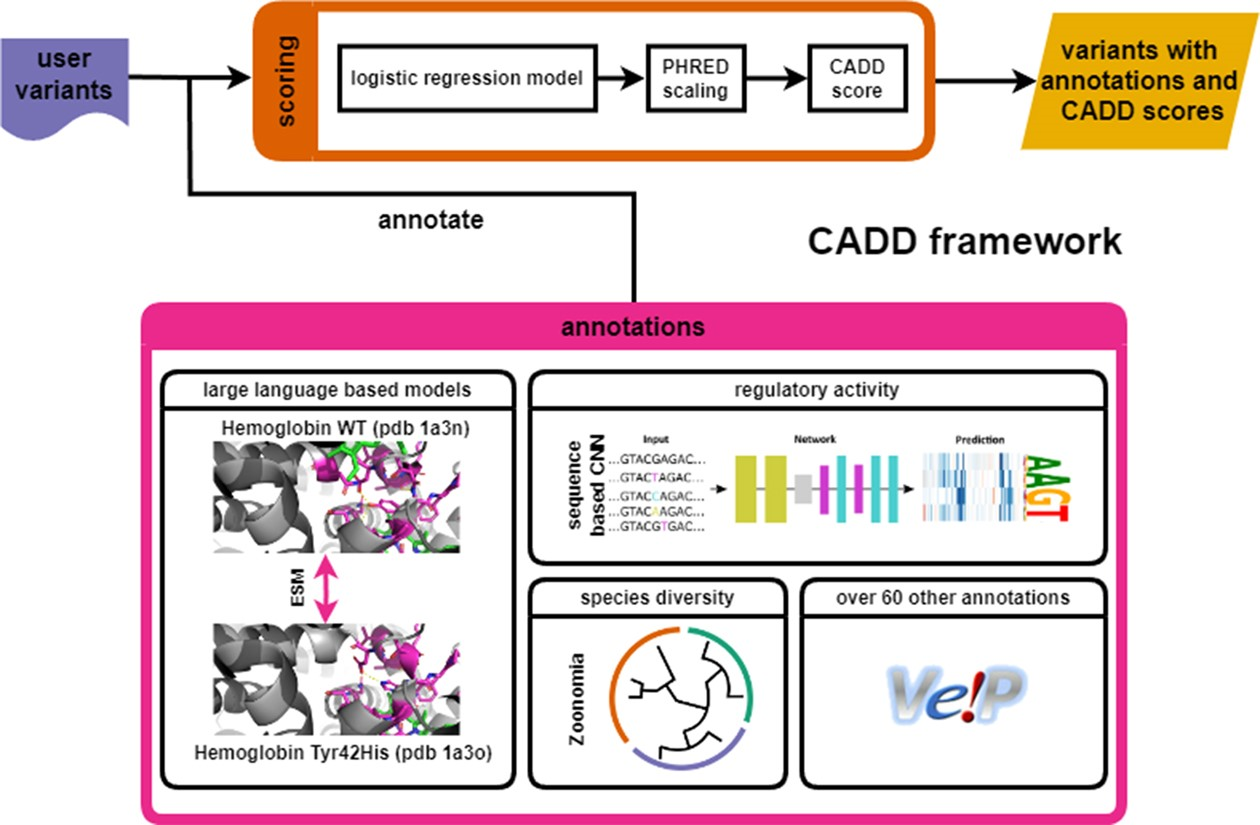 user
variants
scoring
logistic regression model
PHRED
scaling
CADD
score
variants with
annotations and
CADD scores
annotate
CADD framework
annotations
large language based models
Hemoglobin WT (pdb 1a3n)
ESM
Hemoglobin Tyr42His (pdb 1a3o)
regulatory activity
sequence
based CNN
Input
...GTACGAGAC...
...GTACTAGAC...
...GTACCAGAC...
...GTACAAGAC...
...GTACGTGAC...
Network
Prediction
AAGT
species diversity
Zoonomia
over 60 other annotations
Ve!P